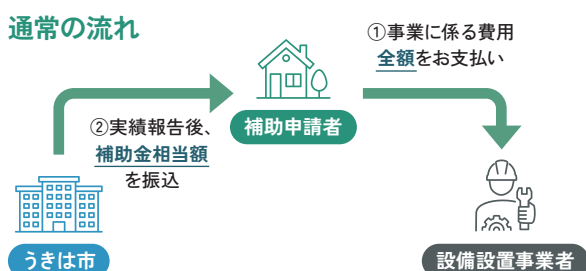 通常の流れ
①事業に係る費用
全額をお支払い
②実績報告後、
補助金相当額
を振込
補助申請者
うきは市
設備設置事業者